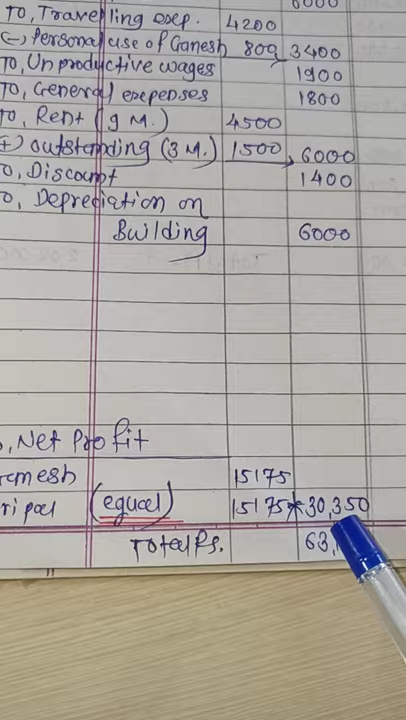 6000
To, Travelling exp. 4200
(-) Personal use of Ganesh 800 3400
To, Unproductive wages 1900
To, General expenses 1800
To, Rent (9 M.) 4500
(+) outstanding (3 M.) 1500 6000
To, Discount 1400
To, Depreciation on
Building 6000
, Net Profit
15175
(equal) 15175 30,350
Total Rs. 63,